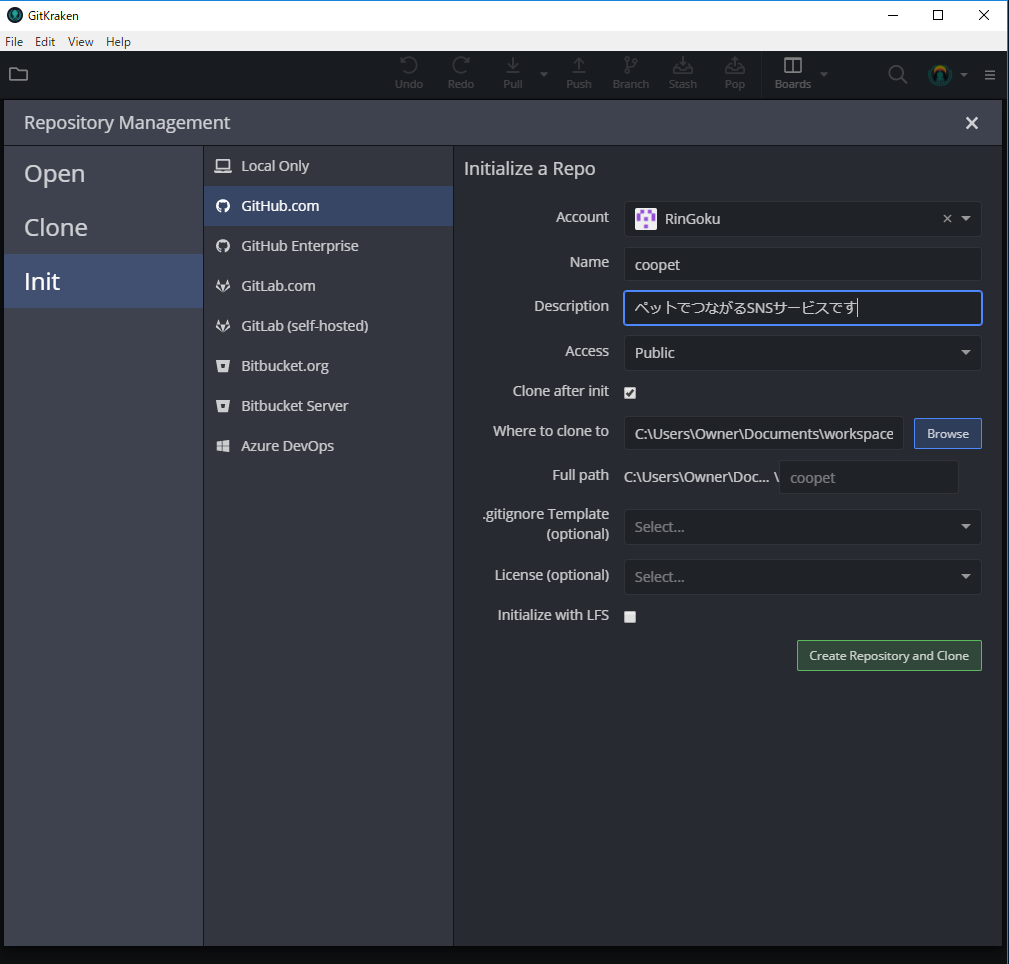 GitKraken
File Edit View Help
Undo Redo Pull Push Branch Stash Pop Boards
Repository Management
Open
Clone
Init
Local Only
GitHub.com
GitHub Enterprise
GitLab.com
GitLab (self-hosted)
Bitbucket.org
Bitbucket Server
Azure DevOps
Initialize a Repo
Account RinGoku
Name coopet
Description ペットでつながるSNSサービスです
Access Public
Clone after init
Where to clone to C:\Users\Owner\Documents\workspace Browse
Full path C:\Users\Owner\Doc... \ coopet
.gitignore Template
(optional) Select...
License (optional) Select...
Initialize with LFS
Create Repository and Clone